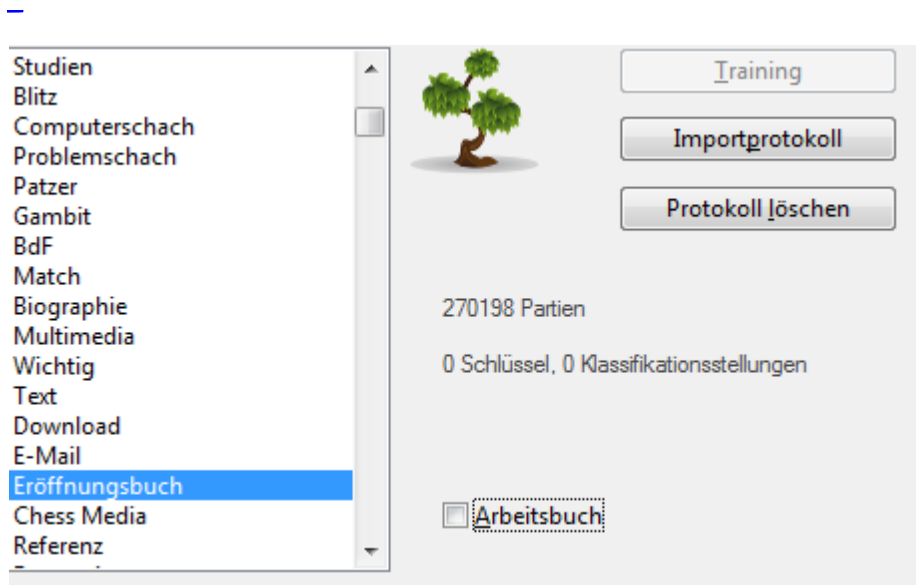 Studien
Blitz
Computerschach
Problemschach
Patzer
Gambit
BdF
Match
Biographie
Multimedia
Wichtig
Text
Download
E-Mail
Eröffnungsbuch
Chess Media
Referenz
Training
Importprotokoll
Protokoll löschen
270198 Partien
0 Schlüssel, 0 Klassifikationsstellungen
Arbeitsbuch